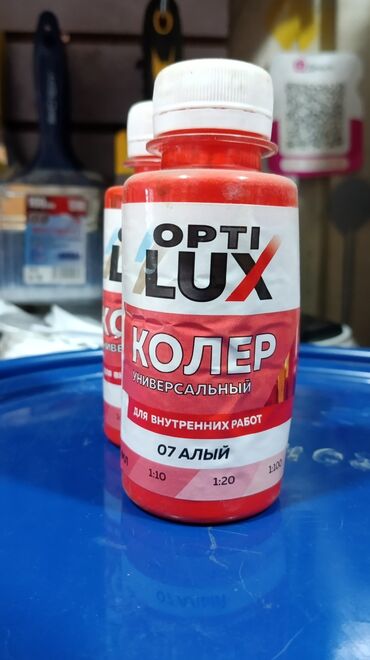 OPTI
LUX
КОЛЕР
УНИВЕРСАЛЬНЫЙ
ДЛЯ ВНУТРЕННИХ РАБОТ
07 АЛЫЙ
1:10 1:20 1:100